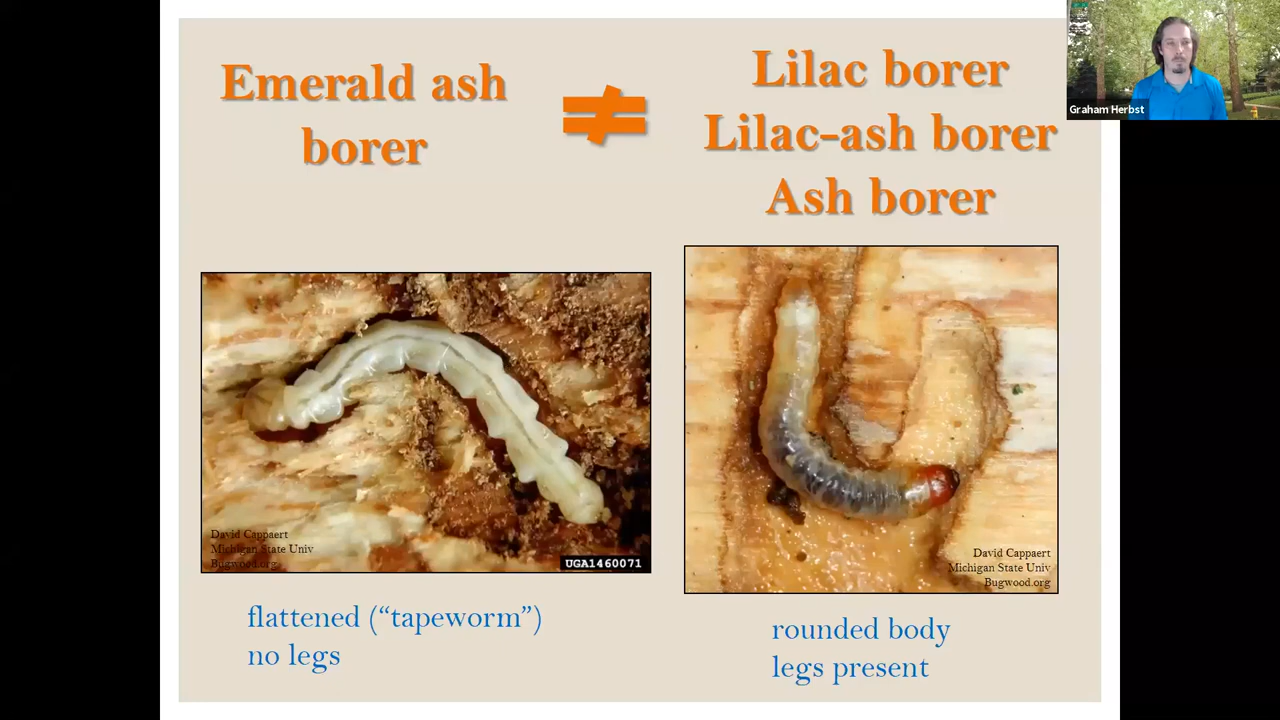 Emerald ash
borer
≠
Lilac borer
Lilac-ash borer
Ash borer
Graham Herbst
David Cappaert
Michigan State Univ
Bugwood.org
UGA1460071
David Cappaert
Michigan State Univ
Bugwood.org
flattened (“tapeworm”)
no legs
rounded body
legs present